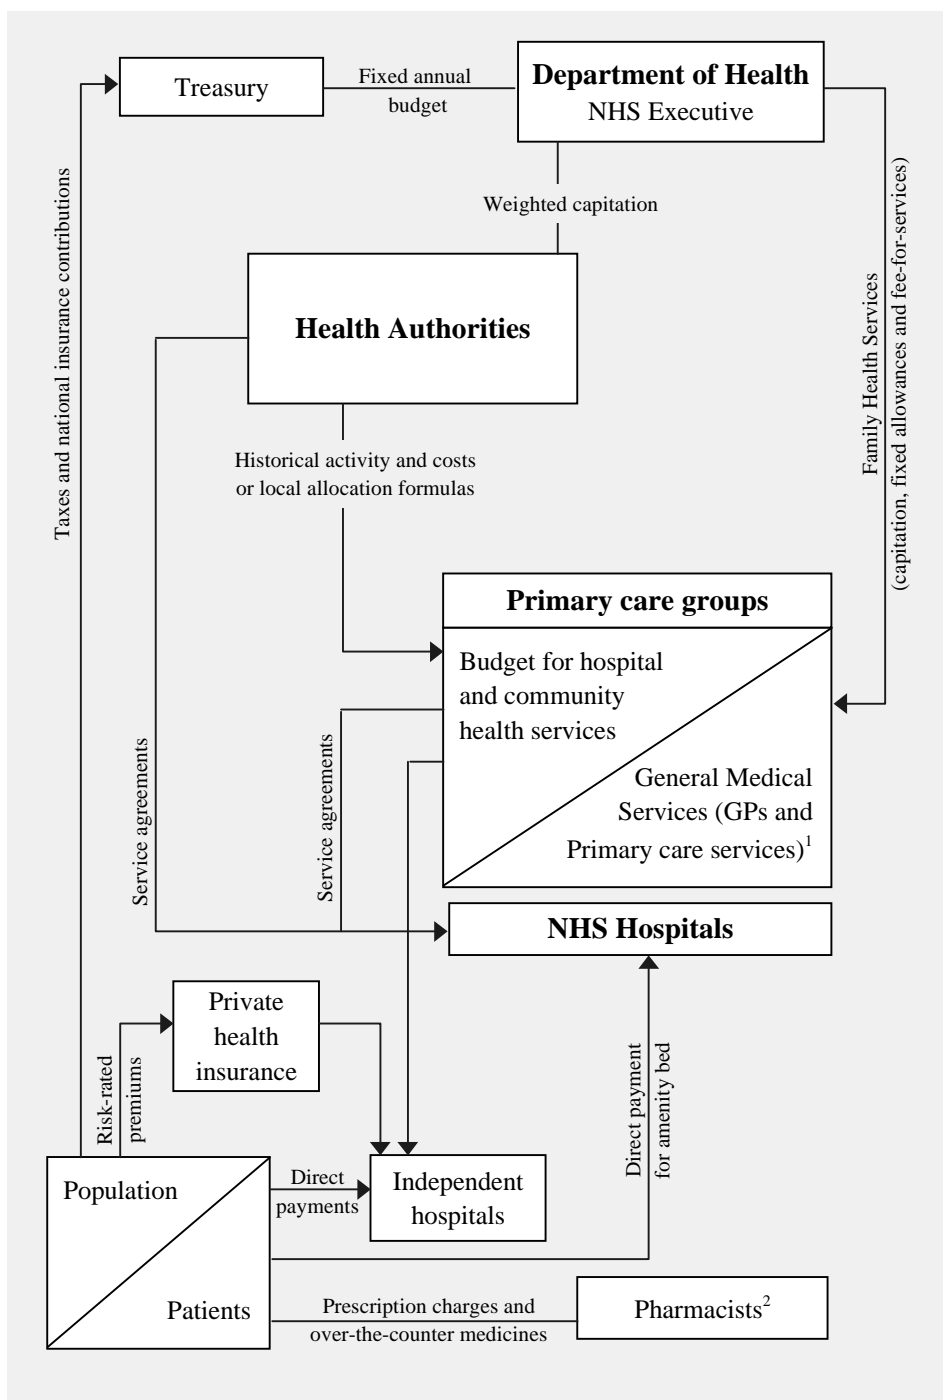 Treasury
Fixed annual
budget
Department of Health
NHS Executive
Taxes and national insurance contributions
Weighted capitation
Family Health Services
(capitation, fixed allowances and fee-for-services)
Health Authorities
Historical activity and costs
or local allocation formulas
Primary care groups
Budget for hospital
and community
health services
General Medical
Services (GPs and
Primary care services)¹
Service agreements
Service agreements
NHS Hospitals
Private
health
insurance
Risk-rated
premiums
Direct payment
for amenity bed
Population
Patients
Direct
payments
Independent
hospitals
Prescription charges and
over-the-counter medicines
Pharmacists²